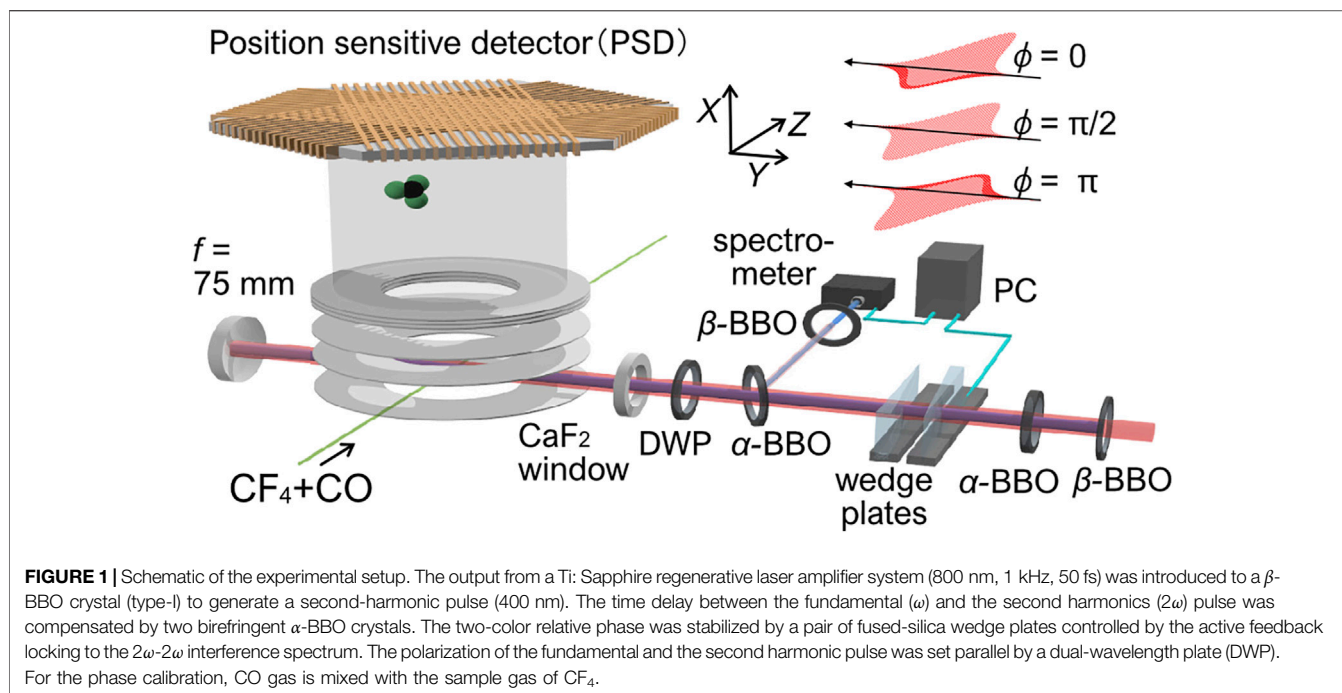 Position sensitive detector(PSD)
X
Z
Y
ϕ = 0
ϕ = π/2
ϕ = π
f =
75 mm
spectro-
meter
PC
β-BBO
CaF₂
window
DWP
α-BBO
wedge
plates
α-BBO
β-BBO
CF₄+CO
FIGURE 1 | Schematic of the experimental setup. The output from a Ti: Sapphire regenerative laser amplifier system (800 nm, 1 kHz, 50 fs) was introduced to a β-
BBO crystal (type-I) to generate a second-harmonic pulse (400 nm). The time delay between the fundamental (ω) and the second harmonics (2ω) pulse was
compensated by two birefringent α-BBO crystals. The two-color relative phase was stabilized by a pair of fused-silica wedge plates controlled by the active feedback
locking to the 2ω-2ω interference spectrum. The polarization of the fundamental and the second harmonic pulse was set parallel by a dual-wavelength plate (DWP).
For the phase calibration, CO gas is mixed with the sample gas of CF₄.